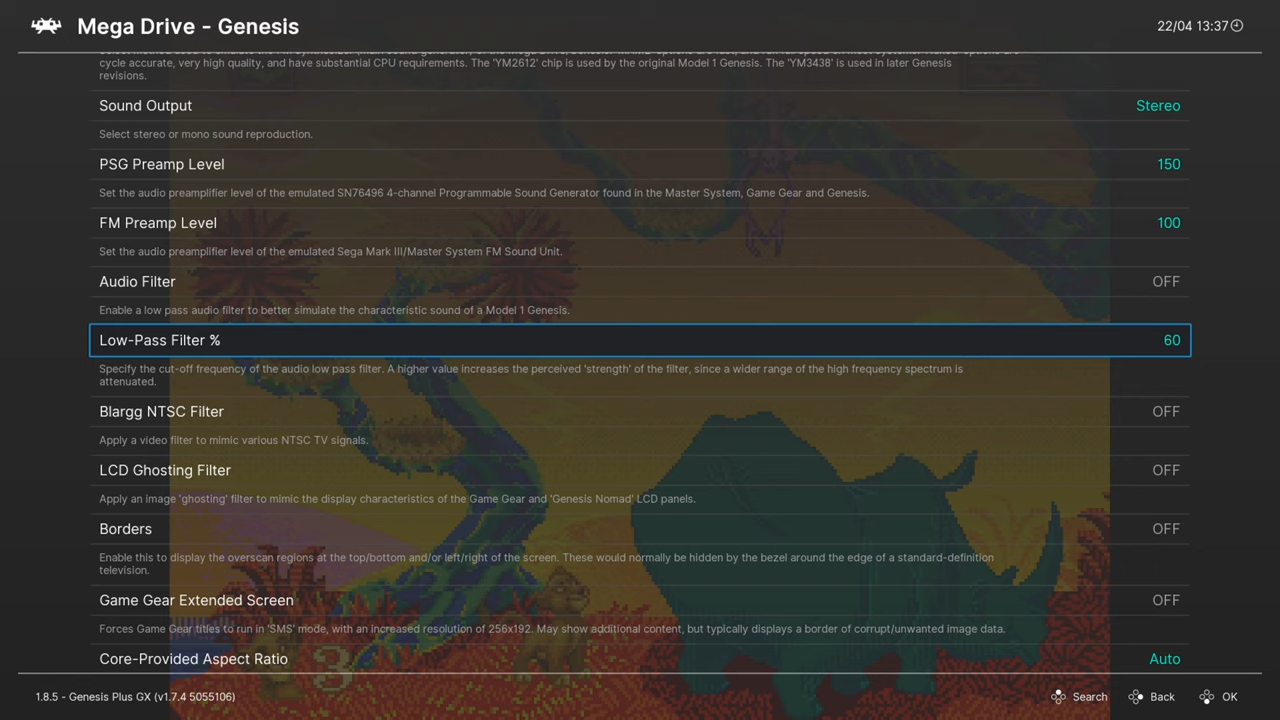 Mega Drive - Genesis
22/04 13:37
cycle accurate, very high quality, and have substantial CPU requirements. The 'YM2612' chip is used by the original Model 1 Genesis. The 'YM3438' is used in later Genesis
revisions.
Sound Output
Stereo
Select stereo or mono sound reproduction.
PSG Preamp Level
150
Set the audio preamplifier level of the emulated SN76496 4-channel Programmable Sound Generator found in the Master System, Game Gear and Genesis.
FM Preamp Level
100
Set the audio preamplifier level of the emulated Sega Mark III/Master System FM Sound Unit.
Audio Filter
OFF
Enable a low pass audio filter to better simulate the characteristic sound of a Model 1 Genesis.
Low-Pass Filter %
60
Specify the cut-off frequency of the audio low pass filter. A higher value increases the perceived 'strength' of the filter, since a wider range of the high frequency spectrum is
attenuated.
Blargg NTSC Filter
OFF
Apply a video filter to mimic various NTSC TV signals.
LCD Ghosting Filter
OFF
Apply an image 'ghosting' filter to mimic the display characteristics of the Game Gear and 'Genesis Nomad' LCD panels.
Borders
OFF
Enable this to display the overscan regions at the top/bottom and/or left/right of the screen. These would normally be hidden by the bezel around the edge of a standard-definition
television.
Game Gear Extended Screen
OFF
Forces Game Gear titles to run in 'SMS' mode, with an increased resolution of 256x192. May show additional content, but typically displays a border of corrupt/unwanted image data.
Core-Provided Aspect Ratio
Auto
3
1.8.5 - Genesis Plus GX (v1.7.4 5055106)
Search
Back
OK